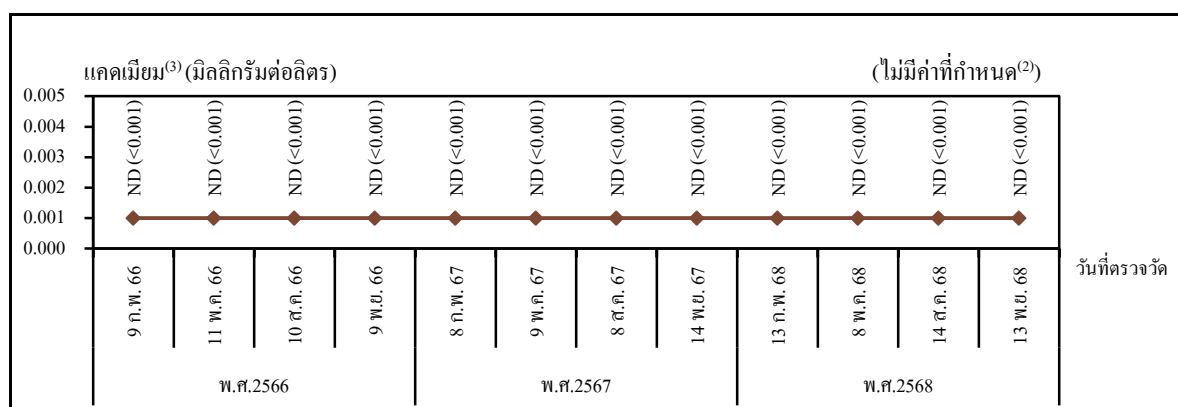 แคดเมียม⁽³⁾ (มิลลิกรัมต่อลิตร) (ไม่มีค่าที่กำหนด⁽²⁾)
0.005
0.004
0.003
0.002
0.001
0.000
ND (<0.001)
ND (<0.001)
ND (<0.001)
ND (<0.001)
ND (<0.001)
ND (<0.001)
ND (<0.001)
ND (<0.001)
ND (<0.001)
ND (<0.001)
ND (<0.001)
ND (<0.001)
9 ก.พ. 66
11 พ.ค. 66
10 ส.ค. 66
9 พ.ย. 66
8 ก.พ. 67
9 พ.ค. 67
8 ส.ค. 67
14 พ.ย. 67
13 ก.พ. 68
8 พ.ค. 68
14 ส.ค. 68
13 พ.ย. 68
วันที่ตรวจวัด
พ.ศ.2566 พ.ศ.2567 พ.ศ.2568